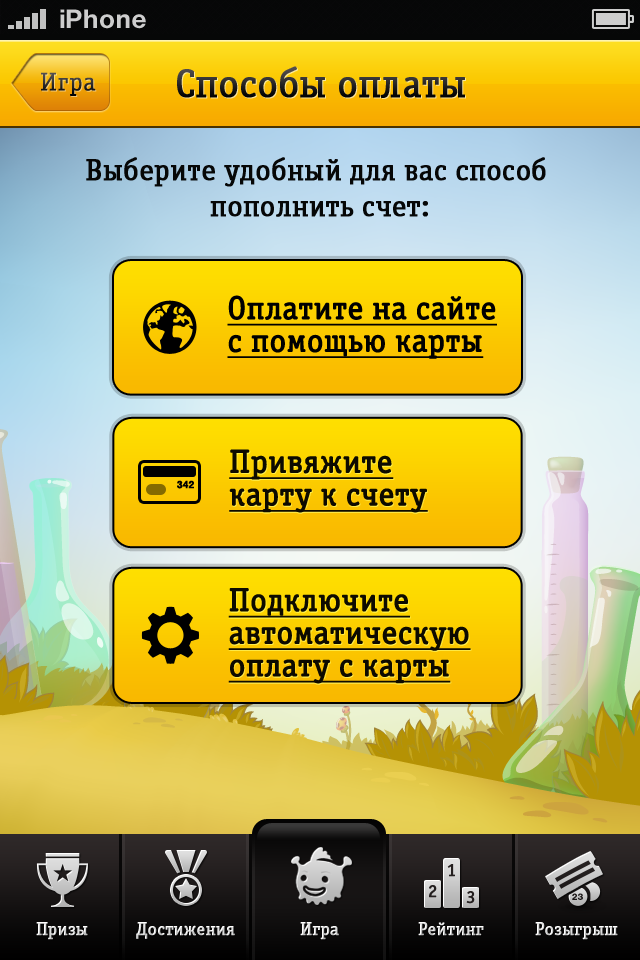 iPhone
Игра
Способы оплаты
Выберите удобный для вас способ
пополнить счет:
Оплатите на сайте
с помощью карты
342
Привяжите
карту к счету
Подключите
автоматическую
оплату с карты
1
2
3
23
Призы
Достижения
Игра
Рейтинг
Розыгрыш